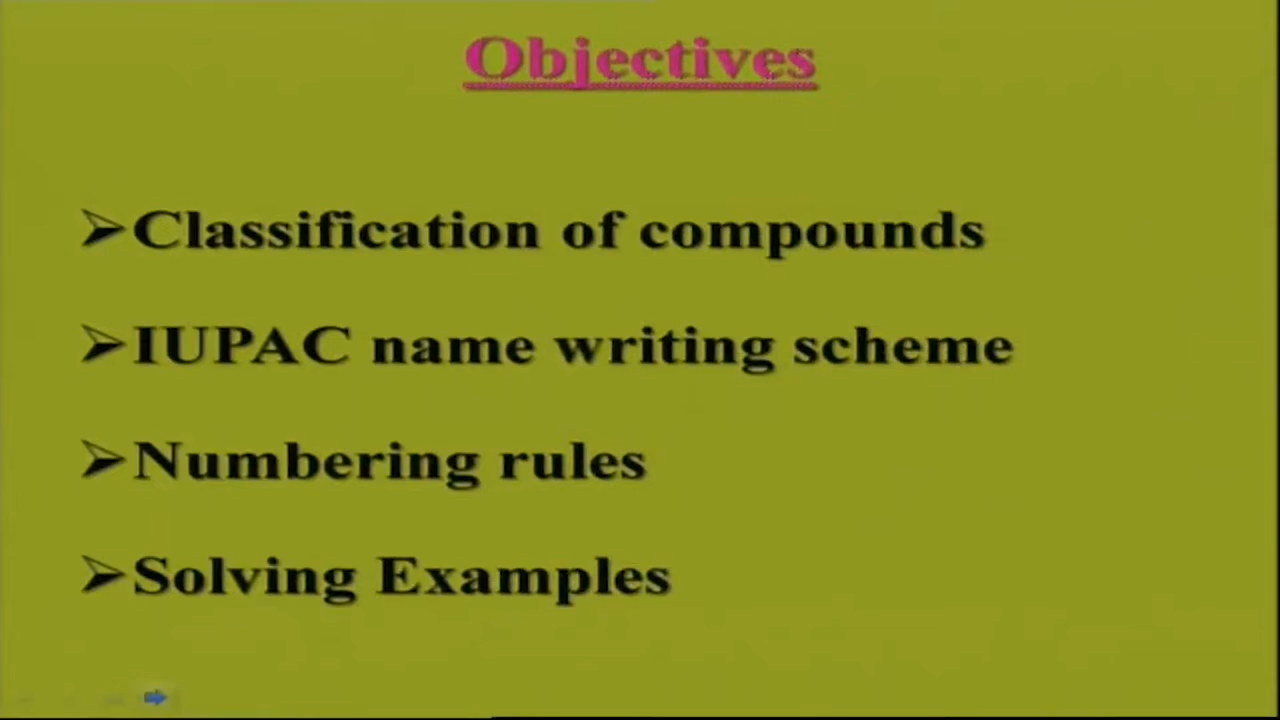 Objectives
➢Classification of compounds
➢IUPAC name writing scheme
➢Numbering rules
➢Solving Examples